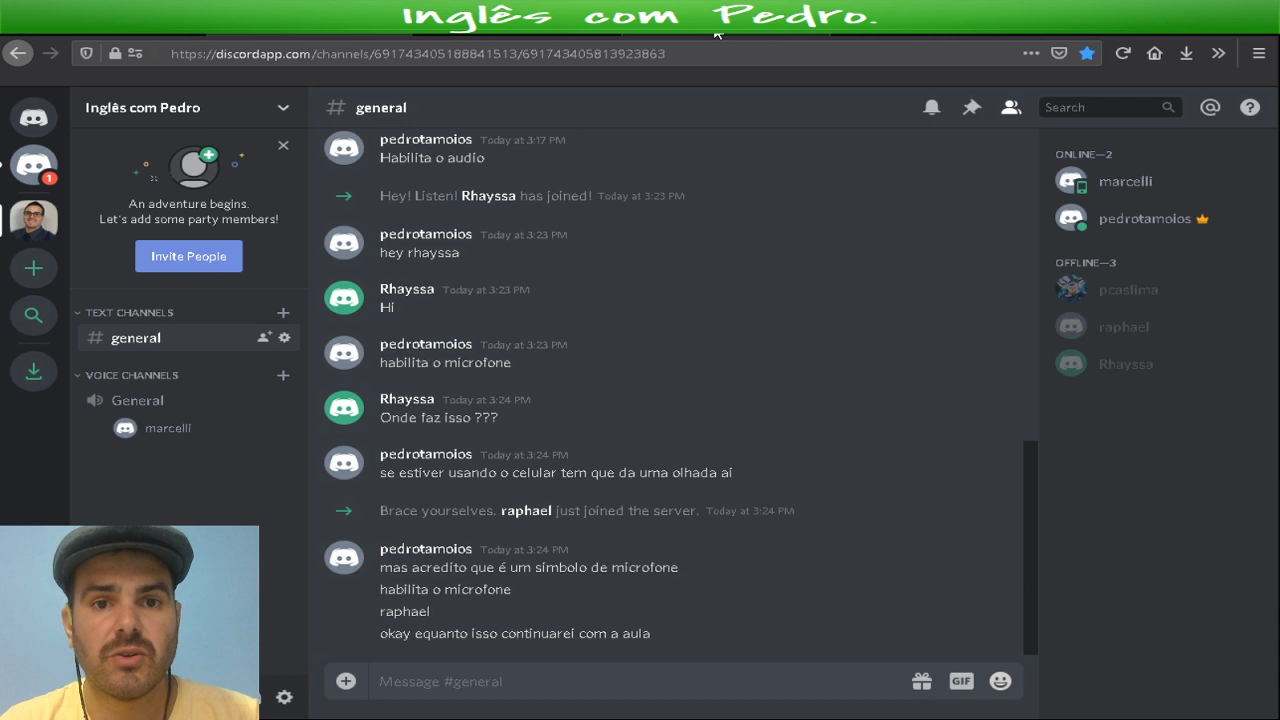 Inglês com Pedro.
https://discordapp.com/channels/691743405188841513/691743405813923863
Inglês com Pedro
general
Search
1
An adventure begins.
Let's add some party members!
Invite People
TEXT CHANNELS
general
VOICE CHANNELS
General
marcelli
pedrotamoios Today at 3:17 PM
Habilita o audio
Hey! Listen! Rhayssa has joined! Today at 3:23 PM
pedrotamoios Today at 3:23 PM
hey rhayssa
Rhayssa Today at 3:23 PM
Hi
pedrotamoios Today at 3:23 PM
habilita o microfone
Rhayssa Today at 3:24 PM
Onde faz isso ???
pedrotamoios Today at 3:24 PM
se estiver usando o celular tem que da uma olhada aí
Brace yourselves. raphael just joined the server. Today at 3:24 PM
pedrotamoios Today at 3:24 PM
mas acredito que é um simbolo de microfone
habilita o microfone
raphael
okay equanto isso continuarei com a aula
Message #general
GIF
ONLINE—2
marcelli
pedrotamoios
OFFLINE—3
pcaslima
raphael
Rhayssa